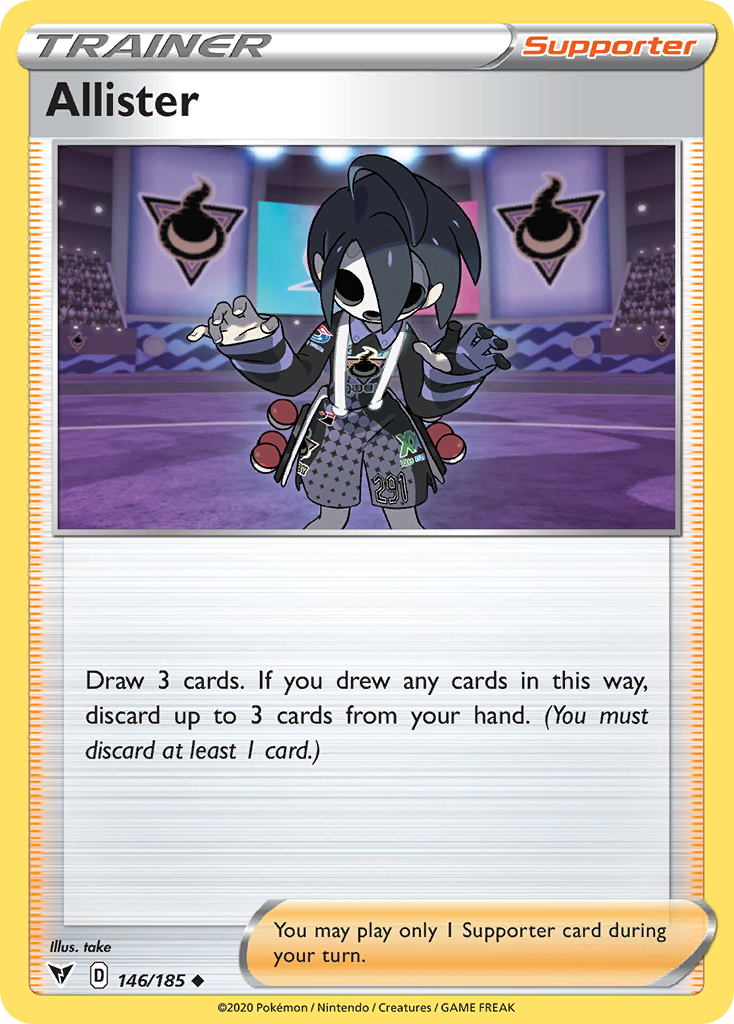 TRAINER
Supporter
Allister
291
Draw 3 cards. If you drew any cards in this way,
discard up to 3 cards from your hand. (You must
discard at least 1 card.)
You may play only 1 Supporter card during
your turn.
Illus. take
D
146/185
©2020 Pokémon / Nintendo / Creatures / GAME FREAK